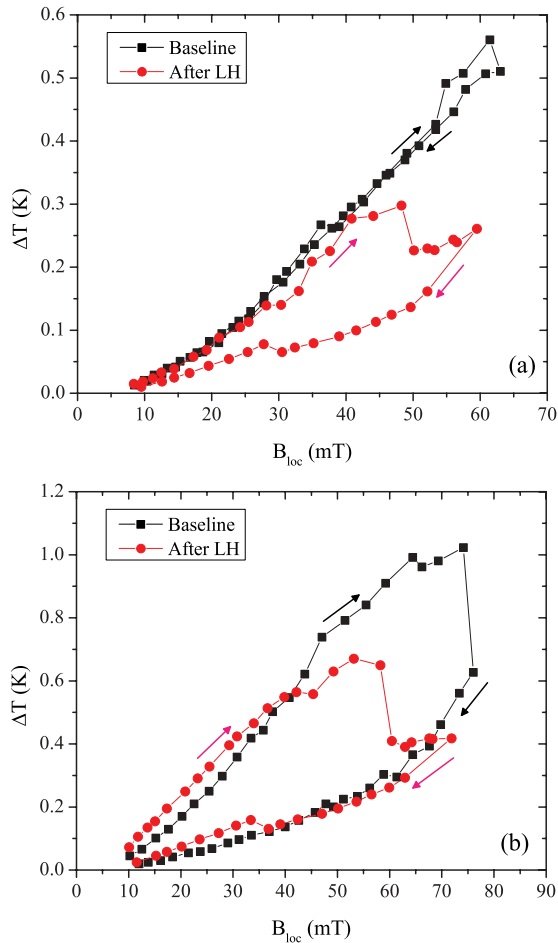 0.6
0.5
0.4
0.3
0.2
0.1
0.0
ΔT (K)
Baseline
After LH
(a)
0 10 20 30 40 50 60 70
B_loc (mT)
1.2
1.0
0.8
0.6
0.4
0.2
0.0
ΔT (K)
Baseline
After LH
(b)
0 10 20 30 40 50 60 70 80 90
B_loc (mT)